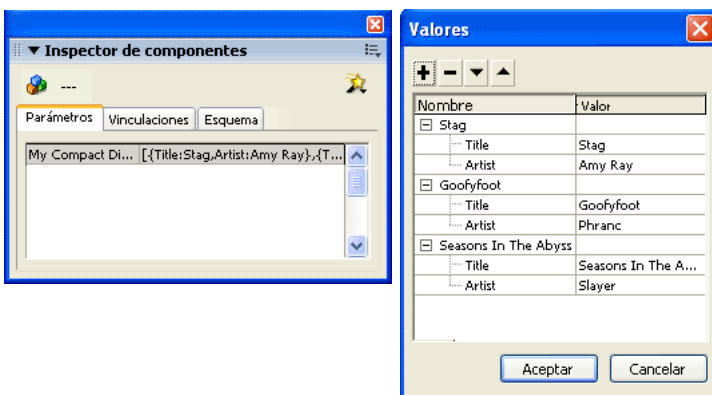 Inspector de componentes
---
Parámetros Vinculaciones Esquema
My Compact Di... [{Title:Stag,Artist:Amy Ray},{T...
Valores
Nombre Valor
Stag
Title Stag
Artist Amy Ray
Goofyfoot
Title Goofyfoot
Artist Phranc
Seasons In The Abyss
Title Seasons In The A...
Artist Slayer
Aceptar Cancelar